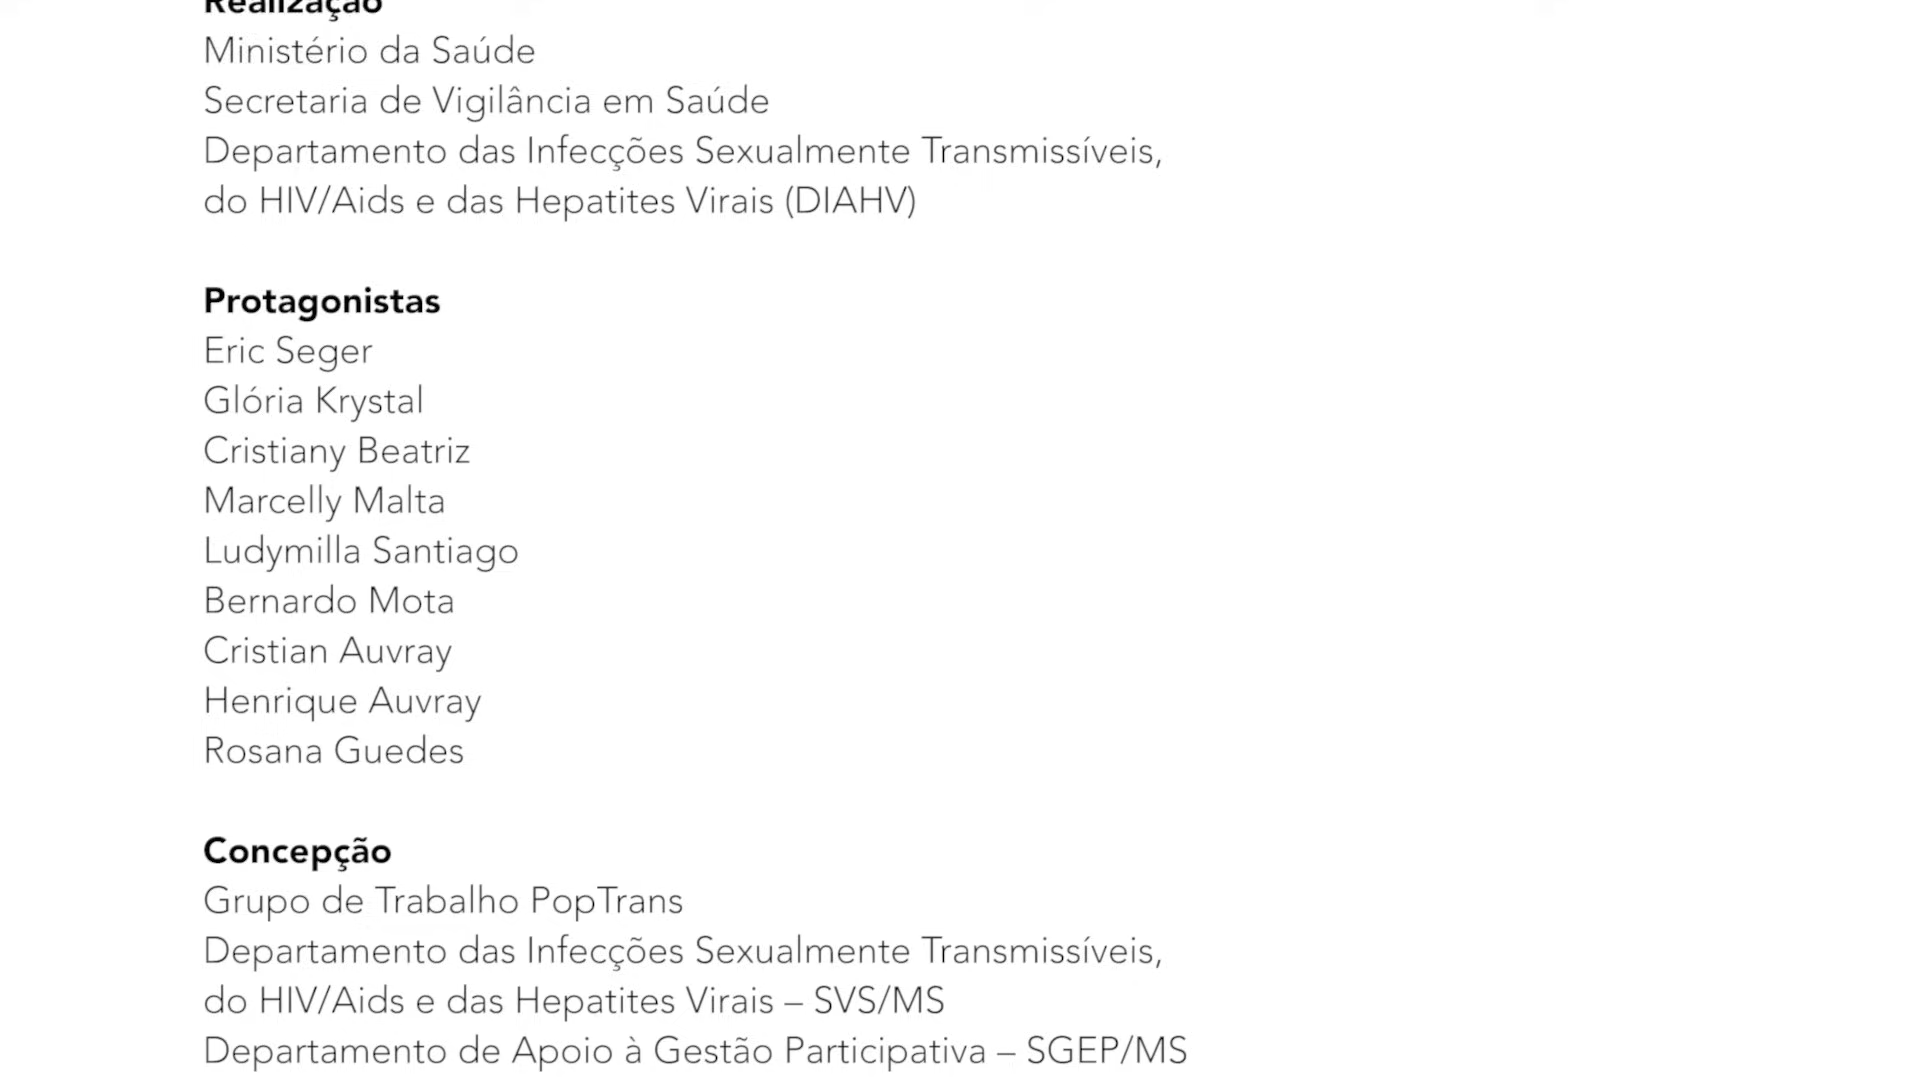 Realização
Ministério da Saúde
Secretaria de Vigilância em Saúde
Departamento das Infecções Sexualmente Transmissíveis,
do HIV/Aids e das Hepatites Virais (DIAHV)
Protagonistas
Eric Seger
Glória Krystal
Cristiany Beatriz
Marcelly Malta
Ludymilla Santiago
Bernardo Mota
Cristian Auvray
Henrique Auvray
Rosana Guedes
Concepção
Grupo de Trabalho PopTrans
Departamento das Infecções Sexualmente Transmissíveis,
do HIV/Aids e das Hepatites Virais – SVS/MS
Departamento de Apoio à Gestão Participativa – SGEP/MS